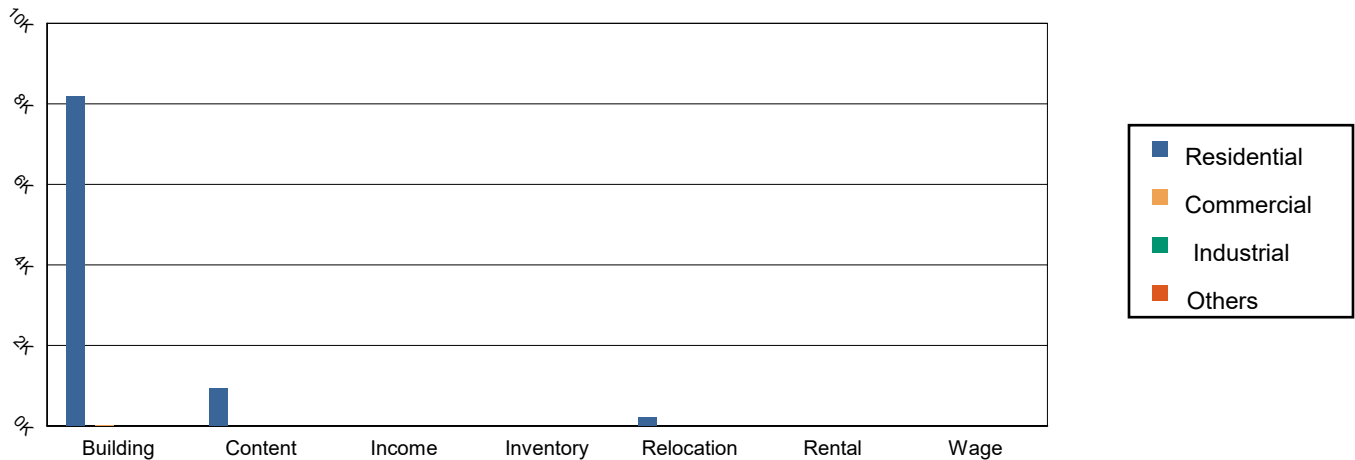 10K
8K
6K
4K
2K
0K
Building Content Income Inventory Relocation Rental Wage
Residential
Commercial
Industrial
Others